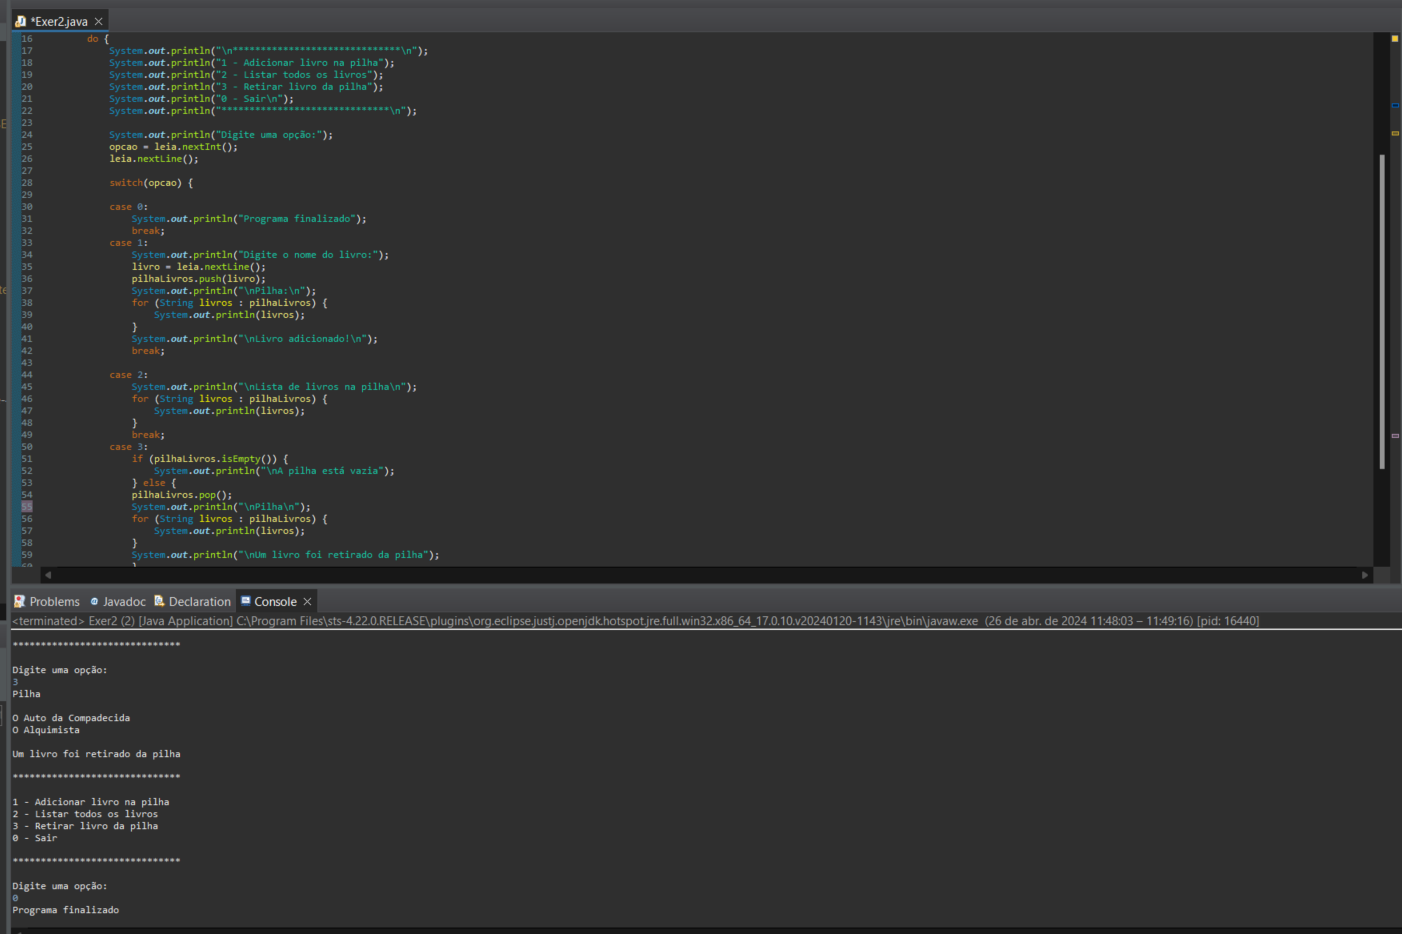 *Exer2.java
16 do {
17 System.out.println("\n******************************\n");
18 System.out.println("1 - Adicionar livro na pilha");
19 System.out.println("2 - Listar todos os livros");
20 System.out.println("3 - Retirar livro da pilha");
21 System.out.println("0 - Sair\n");
22 System.out.println("******************************\n");
23
24 System.out.println("Digite uma opção:");
25 opcao = leia.nextInt();
26 leia.nextLine();
27
28 switch(opcao) {
29
30 case 0:
31 System.out.println("Programa finalizado");
32 break;
33 case 1:
34 System.out.println("Digite o nome do livro:");
35 livro = leia.nextLine();
36 pilhaLivros.push(livro);
37 System.out.println("\nPilha:\n");
38 for (String livros : pilhaLivros) {
39 System.out.println(livros);
40 }
41 System.out.println("\nLivro adicionado!\n");
42 break;
43
44 case 2:
45 System.out.println("\nLista de livros na pilha\n");
46 for (String livros : pilhaLivros) {
47 System.out.println(livros);
48 }
49 break;
50 case 3:
51 if (pilhaLivros.isEmpty()) {
52 System.out.println("\nA pilha está vazia");
53 } else {
54 pilhaLivros.pop();
55 System.out.println("\nPilha\n");
56 for (String livros : pilhaLivros) {
57 System.out.println(livros);
58 }
59 System.out.println("\nUm livro foi retirado da pilha");
60 }
Problems Javadoc Declaration Console
<terminated> Exer2 (2) [Java Application] C:\Program Files\sts-4.22.0.RELEASE\plugins\org.eclipse.justj.openjdk.hotspot.jre.full.win32.x86_64_17.0.10.v20240120-1143\jre\bin\javaw.exe (26 de abr. de 2024 11:48:03 – 11:49:16) [pid: 16440]
******************************
Digite uma opção:
3
Pilha
O Auto da Compadecida
O Alquimista
Um livro foi retirado da pilha
******************************
1 - Adicionar livro na pilha
2 - Listar todos os livros
3 - Retirar livro da pilha
0 - Sair
******************************
Digite uma opção:
0
Programa finalizado